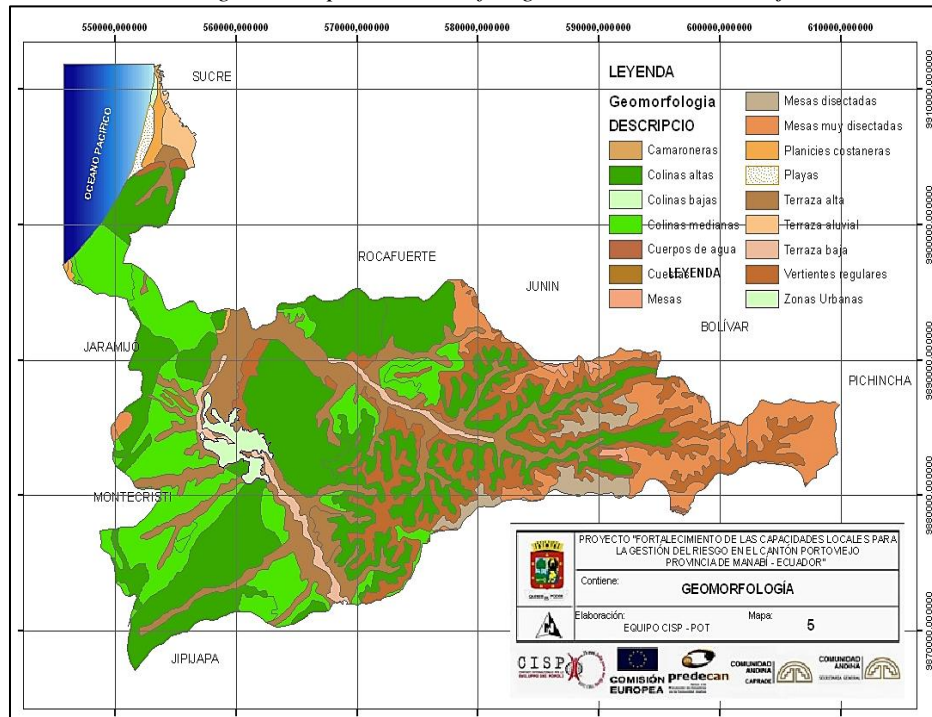 550000,000000 560000,000000 570000,000000 580000,000000 590000,000000 600000,000000 610000,000000
SUCRE
OCEANO PACIFICO
ROCAFUERTE
JUNIN
BOLÍVAR
PICHINCHA
JARAMIJO
MONTECRISTI
JIPIJAPA
LEYENDA
Geomorfologia
DESCRIPCIO
Camaroneras
Colinas altas
Colinas bajas
Colinas medianas
Cuerpos de agua
LEYENDA
Mesas
Mesas disectadas
Mesas muy disectadas
Planicies costaneras
Playas
Terraza alta
Terraza aluvial
Terraza baja
Vertientes regulares
Zonas Urbanas
9910000,000000
9900000,000000
9890000,000000
9880000,000000
9870000,000000
PROYECTO "FORTALECIMIENTO DE LAS CAPACIDADES LOCALES PARA
LA GESTIÓN DEL RIESGO EN EL CANTÓN PORTOVIEJO
PROVINCIA DE MANABÍ - ECUADOR"
Contiene:
GEOMORFOLOGÍA
Elaboración:
EQUIPO CISP - POT
Mapa:
5
CISP
COMISIÓN
EUROPEA
predecan
COMUNIDAD
ANDINA
CAPRADE
COMUNIDAD
ANDINA
SECRETARÍA GENERAL